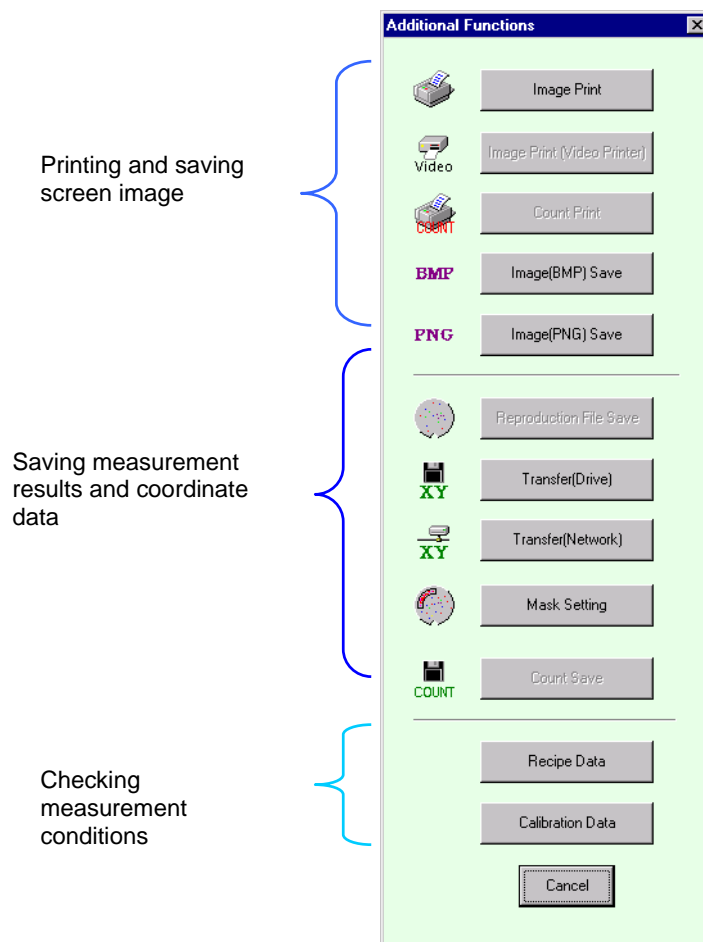 Additional Functions
Image Print
Video
Image Print (Video Printer)
Printing and saving
screen image
COUNT
Count Print
BMP
Image(BMP) Save
PNG
Image(PNG) Save
Reproduction File Save
Saving measurement
results and coordinate
data
XY
Transfer(Drive)
XY
Transfer(Network)
Mask Setting
COUNT
Count Save
Checking
measurement
conditions
Recipe Data
Calibration Data
Cancel